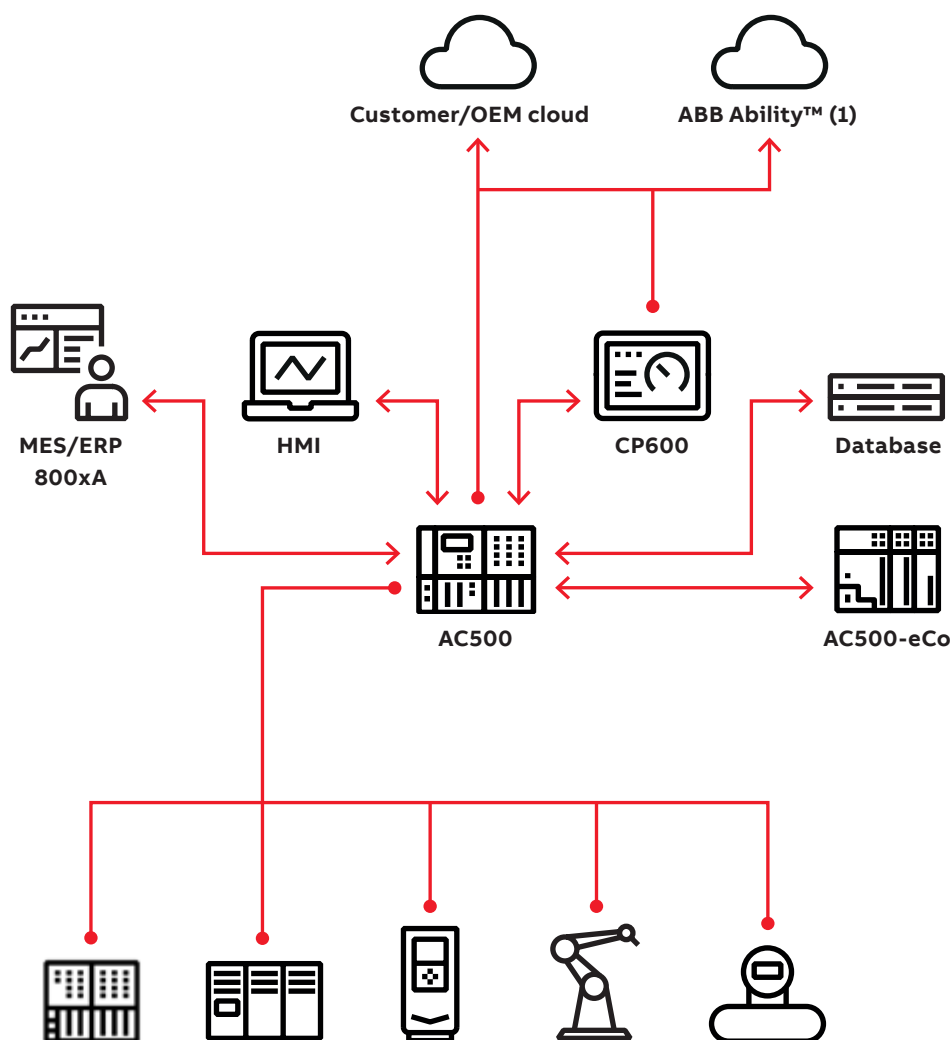 Customer/OEM cloud
ABB Ability™ (1)
MES/ERP
800xA
HMI
CP600
Database
AC500
AC500-eCo